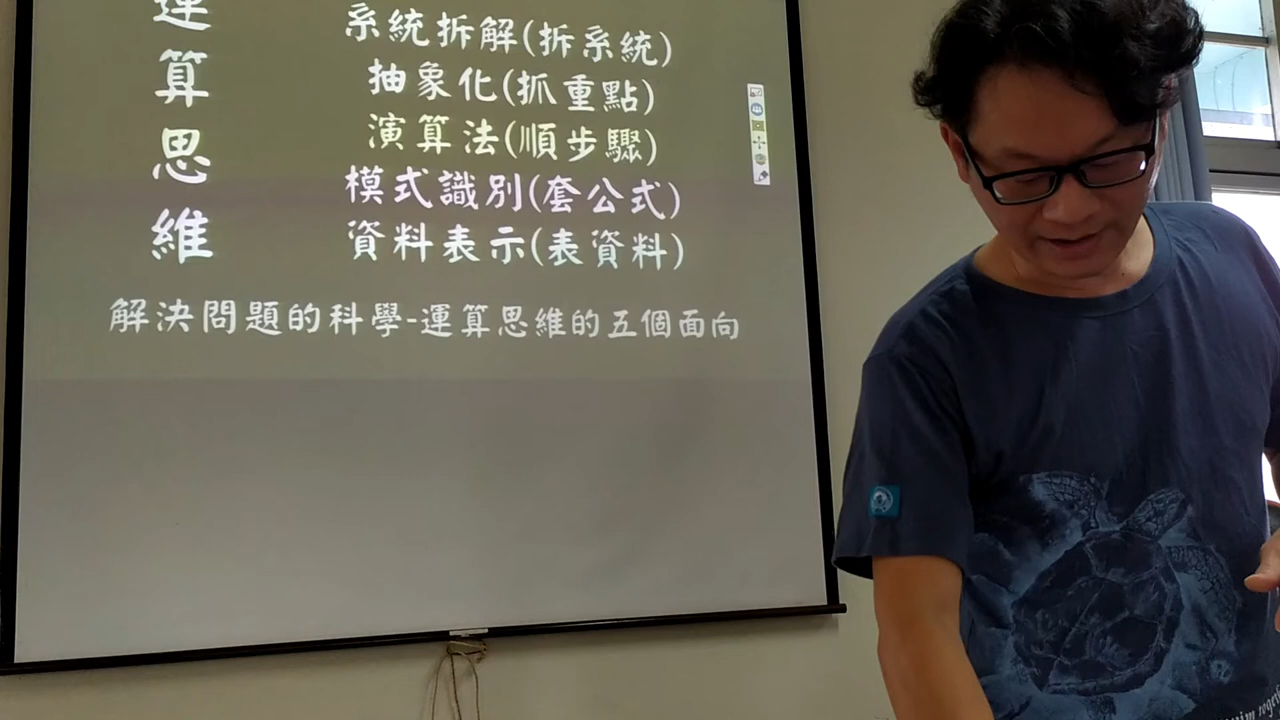 運算思維
系統拆解(拆系統)
抽象化(抓重點)
演算法(順步驟)
模式識別(套公式)
資料表示(表資料)
解決問題的科學-運算思維的五個面向